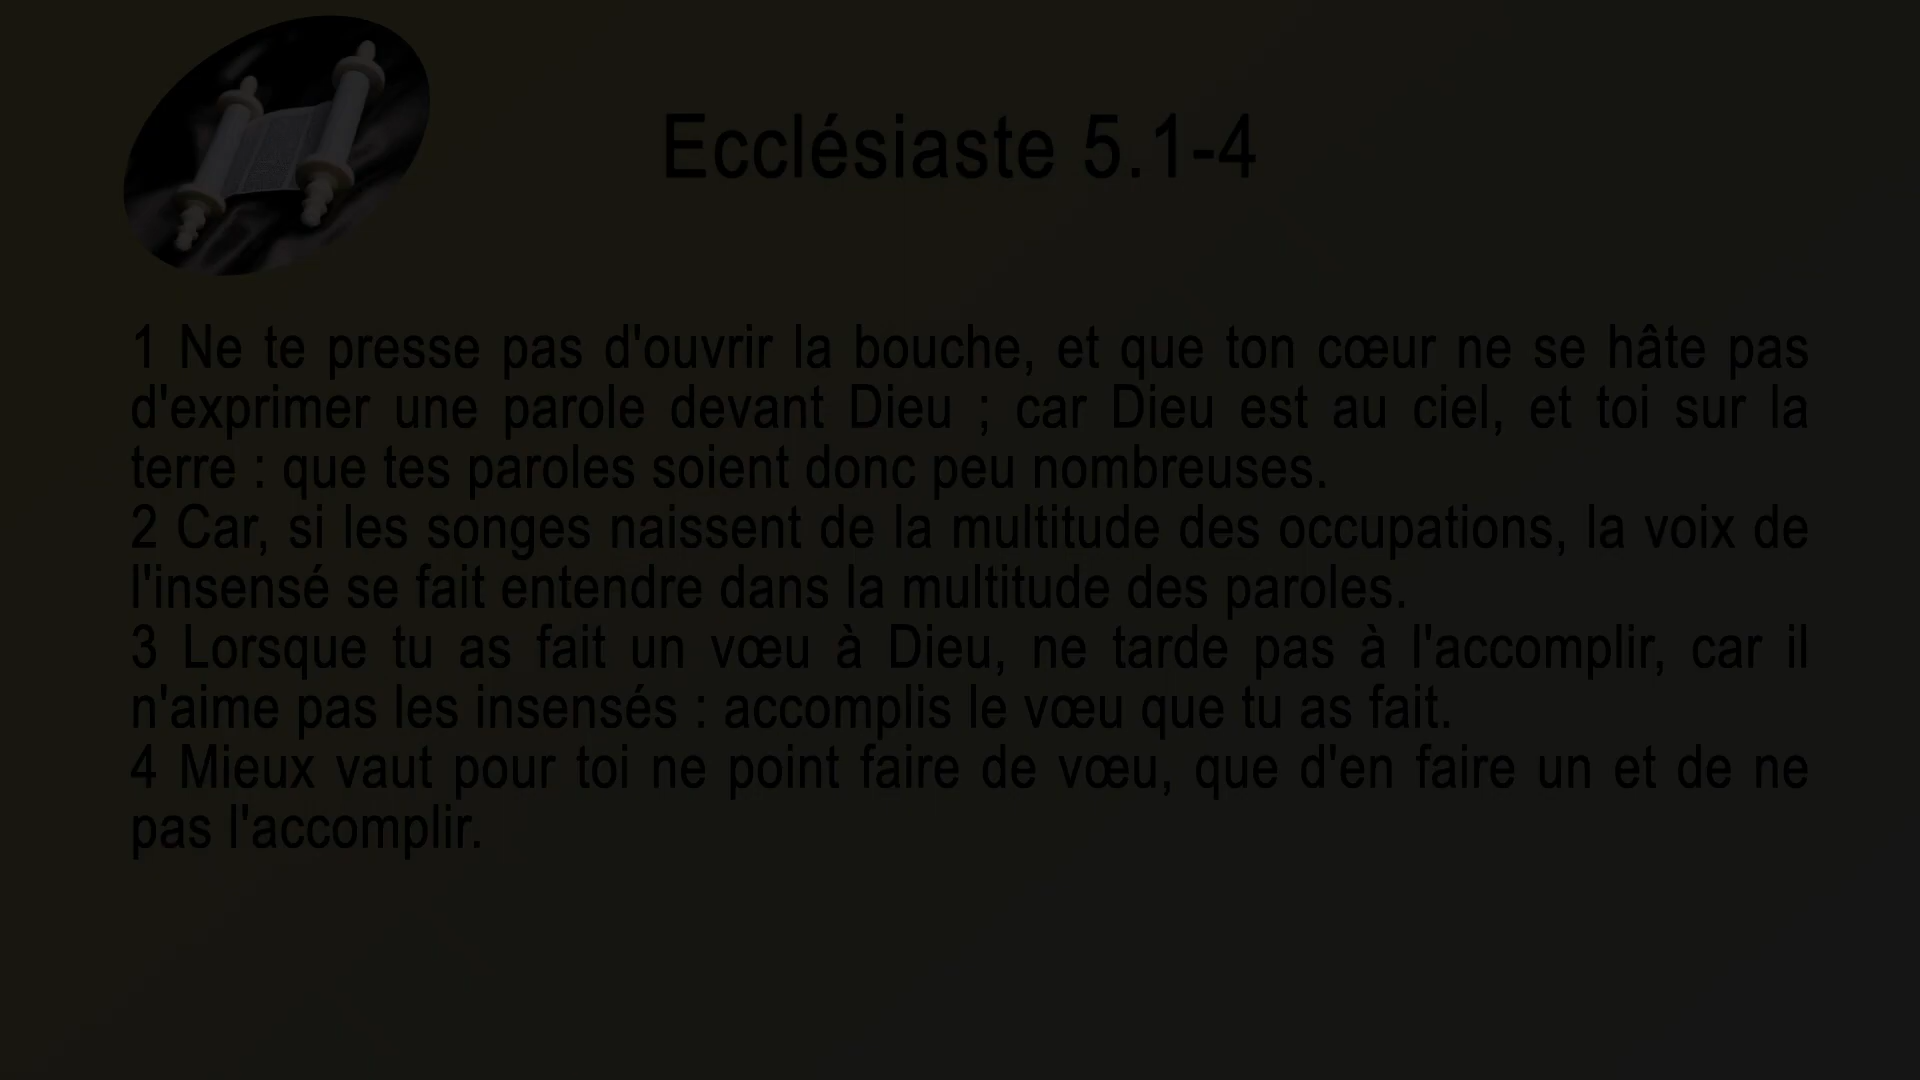 Ecclésiaste 5.1-4
1 Ne te presse pas d'ouvrir la bouche, et que ton cœur ne se hâte pas
d'exprimer une parole devant Dieu ; car Dieu est au ciel, et toi sur la
terre : que tes paroles soient donc peu nombreuses.
2 Car, si les songes naissent de la multitude des occupations, la voix de
l'insensé se fait entendre dans la multitude des paroles.
3 Lorsque tu as fait un vœu à Dieu, ne tarde pas à l'accomplir, car il
n'aime pas les insensés : accomplis le vœu que tu as fait.
4 Mieux vaut pour toi ne point faire de vœu, que d'en faire un et de ne
pas l'accomplir.